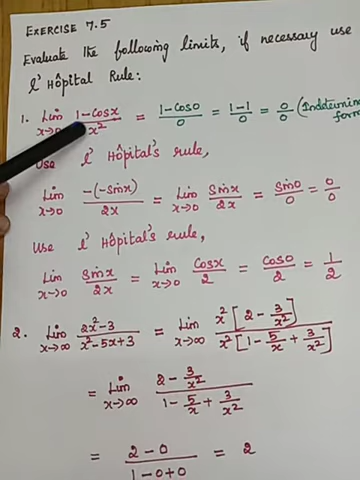 EXERCISE 7.5
Evaluate the following limits, if necessary use
l' Hôpital Rule:
1. Lim x→0 (1-cosx)/x² = (1-cos0)/0 = (1-1)/0 = 0/0 (Indeterminate form)
Use l' Hôpital's rule,
Lim x→0 -(-sinx)/2x = Lim x→0 sinx/2x = sin0/0 = 0/0
Use l' Hôpital's rule,
Lim x→0 sinx/2x = Lim x→0 cosx/2 = cos0/2 = 1/2
2. Lim x→∞ (2x²-3)/(x²-5x+3) = Lim x→∞ x²[2-3/x²]/x²[1-5/x+3/x²]
= Lim x→∞ (2-3/x²)/(1-5/x+3/x²)
= (2-0)/(1-0+0) = 2